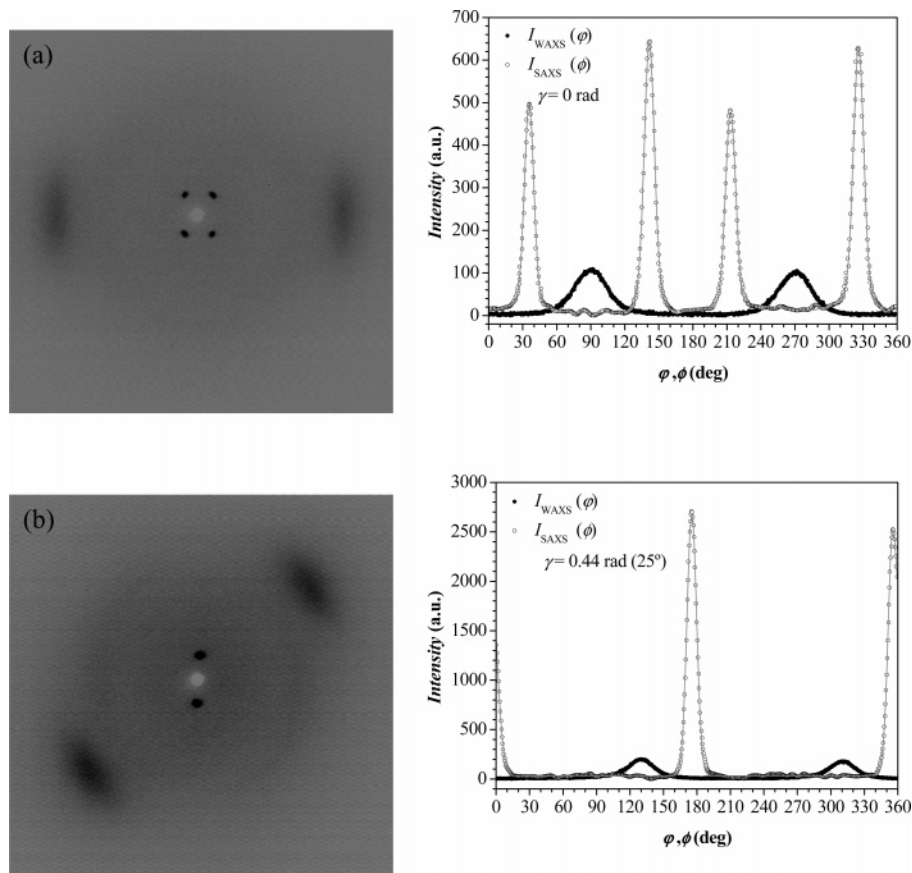 (a)
700
600
500
400
300
200
100
0
Intensity (a.u.)
I_WAXS (φ)
I_SAXS (ϕ)
γ = 0 rad
0 30 60 90 120 150 180 210 240 270 300 330 360
φ ,ϕ (deg)
(b)
3000
2500
2000
1500
1000
500
0
Intensity (a.u.)
I_WAXS (φ)
I_SAXS (ϕ)
γ = 0.44 rad (25º)
0 30 60 90 120 150 180 210 240 270 300 330 360
φ ,ϕ (deg)